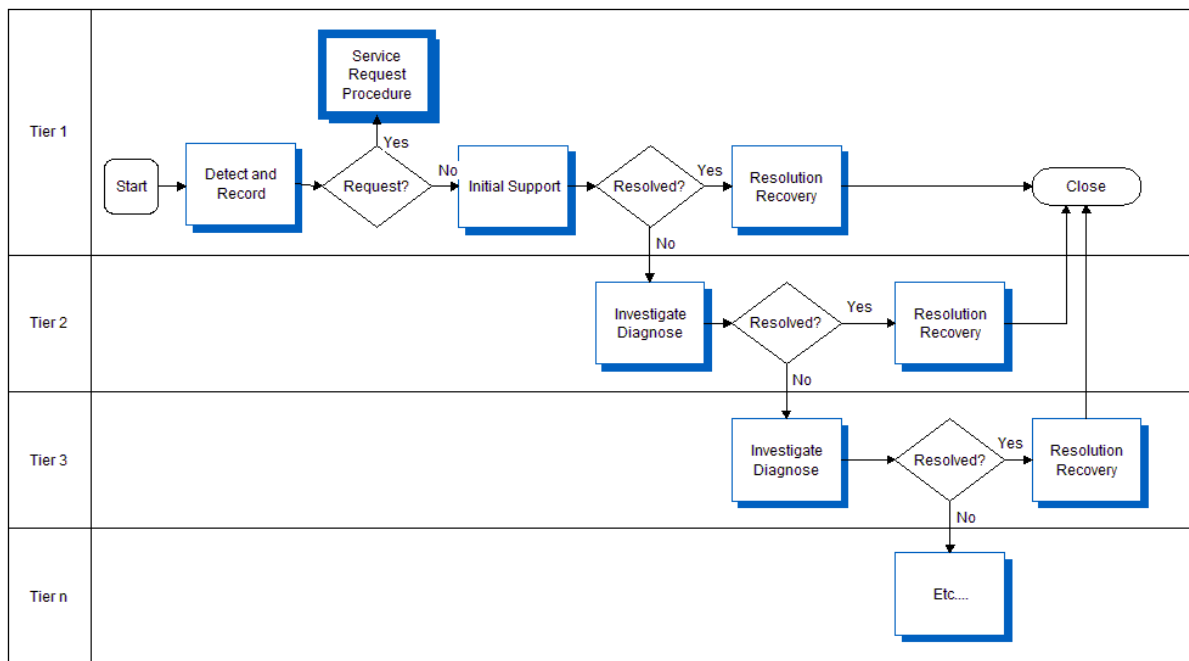 Tier 1
Service
Request
Procedure
Yes
Start
Detect and
Record
Request?
No
Initial Support
Resolved?
Yes
Resolution
Recovery
Close
No
Tier 2
Investigate
Diagnose
Resolved?
Yes
Resolution
Recovery
No
Tier 3
Investigate
Diagnose
Resolved?
Yes
Resolution
Recovery
No
Tier n
Etc....